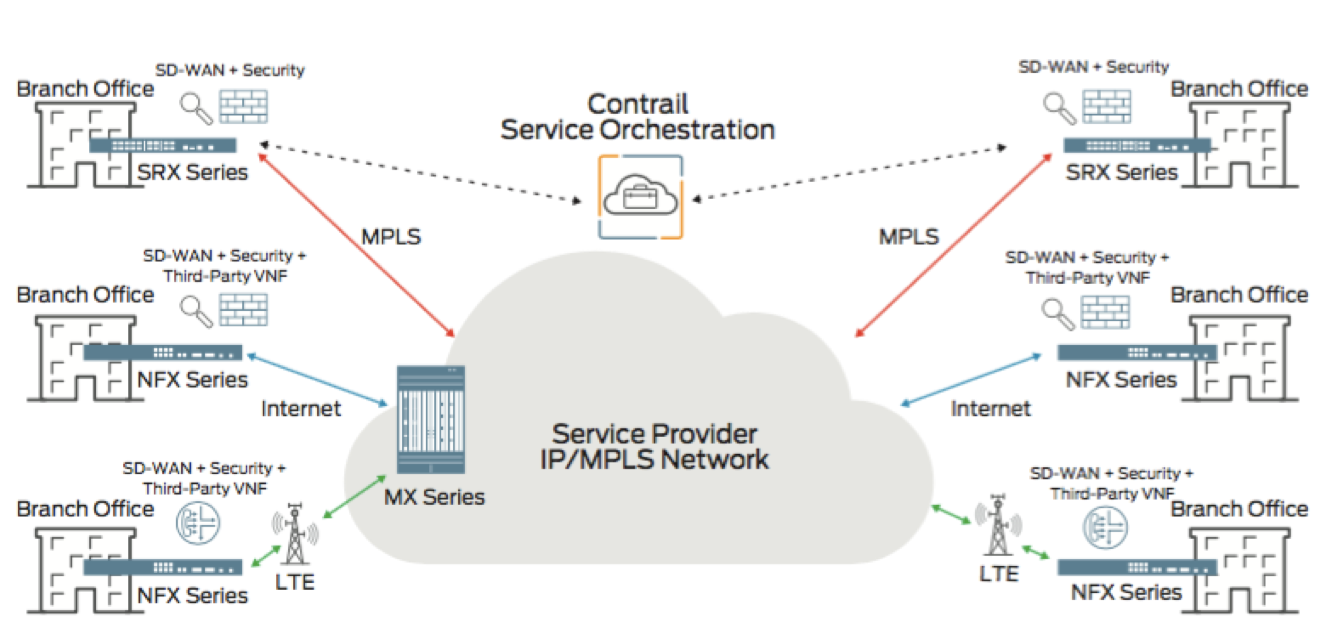 SD-WAN + Security
Branch Office
SRX Series
Contrail
Service Orchestration
SD-WAN + Security
Branch Office
SRX Series
MPLS
MPLS
SD-WAN + Security +
Third-Party VNF
Branch Office
NFX Series
Internet
SD-WAN + Security +
Third-Party VNF
Branch Office
NFX Series
Internet
Service Provider
IP/MPLS Network
MX Series
SD-WAN + Security +
Third-Party VNF
Branch Office
NFX Series
LTE
SD-WAN + Security +
Third-Party VNF
Branch Office
NFX Series
LTE